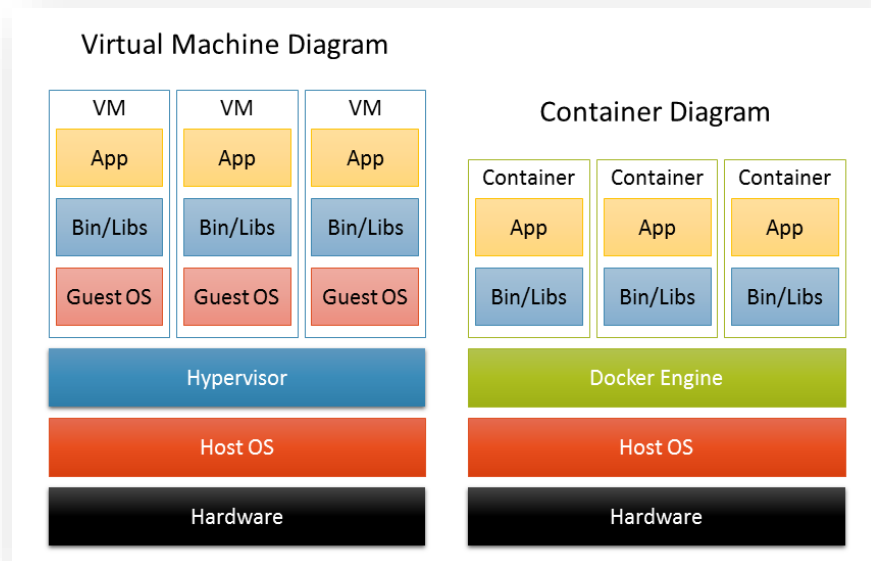 Virtual Machine Diagram
VM VM VM
App App App
Bin/Libs Bin/Libs Bin/Libs
Guest OS Guest OS Guest OS
Hypervisor
Host OS
Hardware
Container Diagram
Container Container Container
App App App
Bin/Libs Bin/Libs Bin/Libs
Docker Engine
Host OS
Hardware